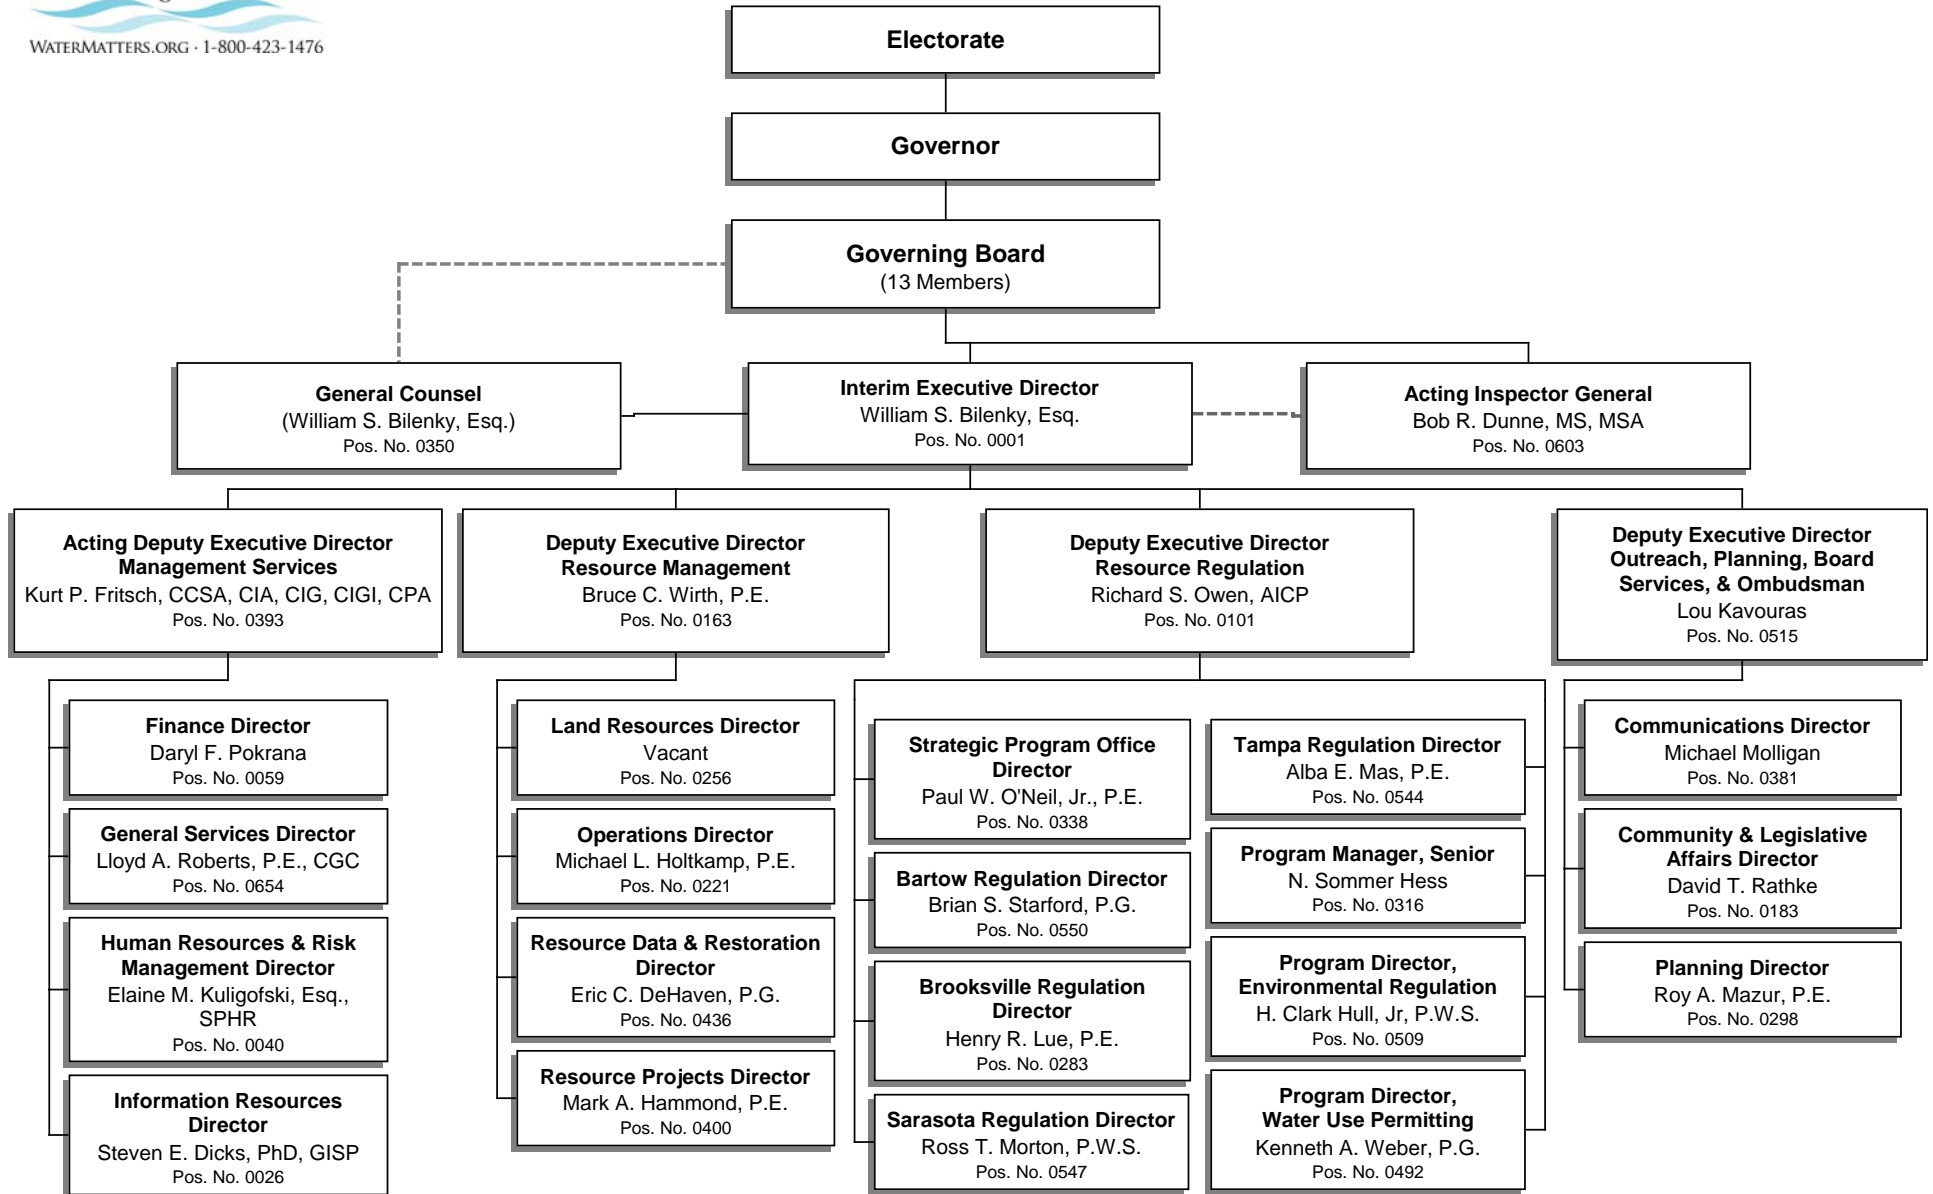 WATERMATTERS.ORG · 1-800-423-1476
Electorate
Governor
Governing Board
(13 Members)
General Counsel
(William S. Bilenky, Esq.)
Pos. No. 0350
Interim Executive Director
William S. Bilenky, Esq.
Pos. No. 0001
Acting Inspector General
Bob R. Dunne, MS, MSA
Pos. No. 0603
Acting Deputy Executive Director
Management Services
Kurt P. Fritsch, CCSA, CIA, CIG, CIGI, CPA
Pos. No. 0393
Deputy Executive Director
Resource Management
Bruce C. Wirth, P.E.
Pos. No. 0163
Deputy Executive Director
Resource Regulation
Richard S. Owen, AICP
Pos. No. 0101
Deputy Executive Director
Outreach, Planning, Board
Services, & Ombudsman
Lou Kavouras
Pos. No. 0515
Finance Director
Daryl F. Pokrana
Pos. No. 0059
General Services Director
Lloyd A. Roberts, P.E., CGC
Pos. No. 0654
Human Resources & Risk
Management Director
Elaine M. Kuligofski, Esq.,
SPHR
Pos. No. 0040
Information Resources
Director
Steven E. Dicks, PhD, GISP
Pos. No. 0026
Land Resources Director
Vacant
Pos. No. 0256
Operations Director
Michael L. Holtkamp, P.E.
Pos. No. 0221
Resource Data & Restoration
Director
Eric C. DeHaven, P.G.
Pos. No. 0436
Resource Projects Director
Mark A. Hammond, P.E.
Pos. No. 0400
Strategic Program Office
Director
Paul W. O'Neil, Jr., P.E.
Pos. No. 0338
Bartow Regulation Director
Brian S. Starford, P.G.
Pos. No. 0550
Brooksville Regulation
Director
Henry R. Lue, P.E.
Pos. No. 0283
Sarasota Regulation Director
Ross T. Morton, P.W.S.
Pos. No. 0547
Tampa Regulation Director
Alba E. Mas, P.E.
Pos. No. 0544
Program Manager, Senior
N. Sommer Hess
Pos. No. 0316
Program Director,
Environmental Regulation
H. Clark Hull, Jr, P.W.S.
Pos. No. 0509
Program Director,
Water Use Permitting
Kenneth A. Weber, P.G.
Pos. No. 0492
Communications Director
Michael Molligan
Pos. No. 0381
Community & Legislative
Affairs Director
David T. Rathke
Pos. No. 0183
Planning Director
Roy A. Mazur, P.E.
Pos. No. 0298